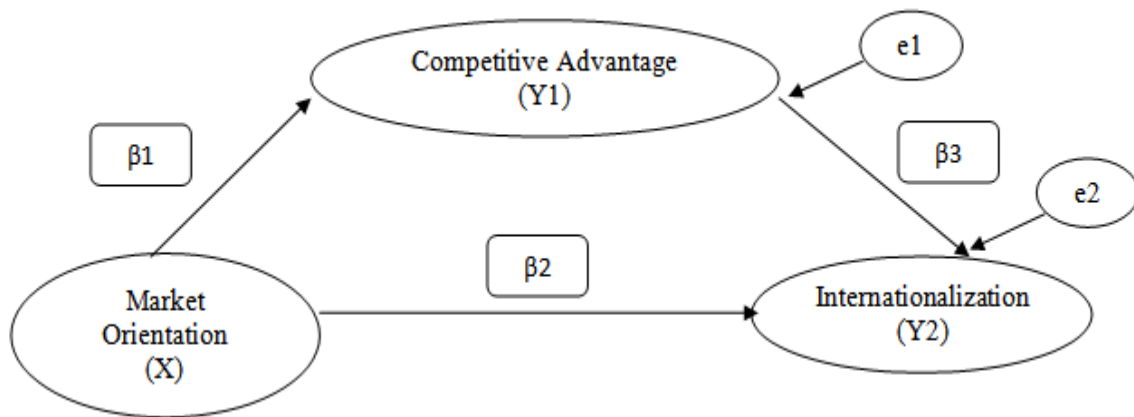 Competitive Advantage
(Y1)
e1
β1
β3
e2
β2
Market
Orientation
(X)
Internationalization
(Y2)